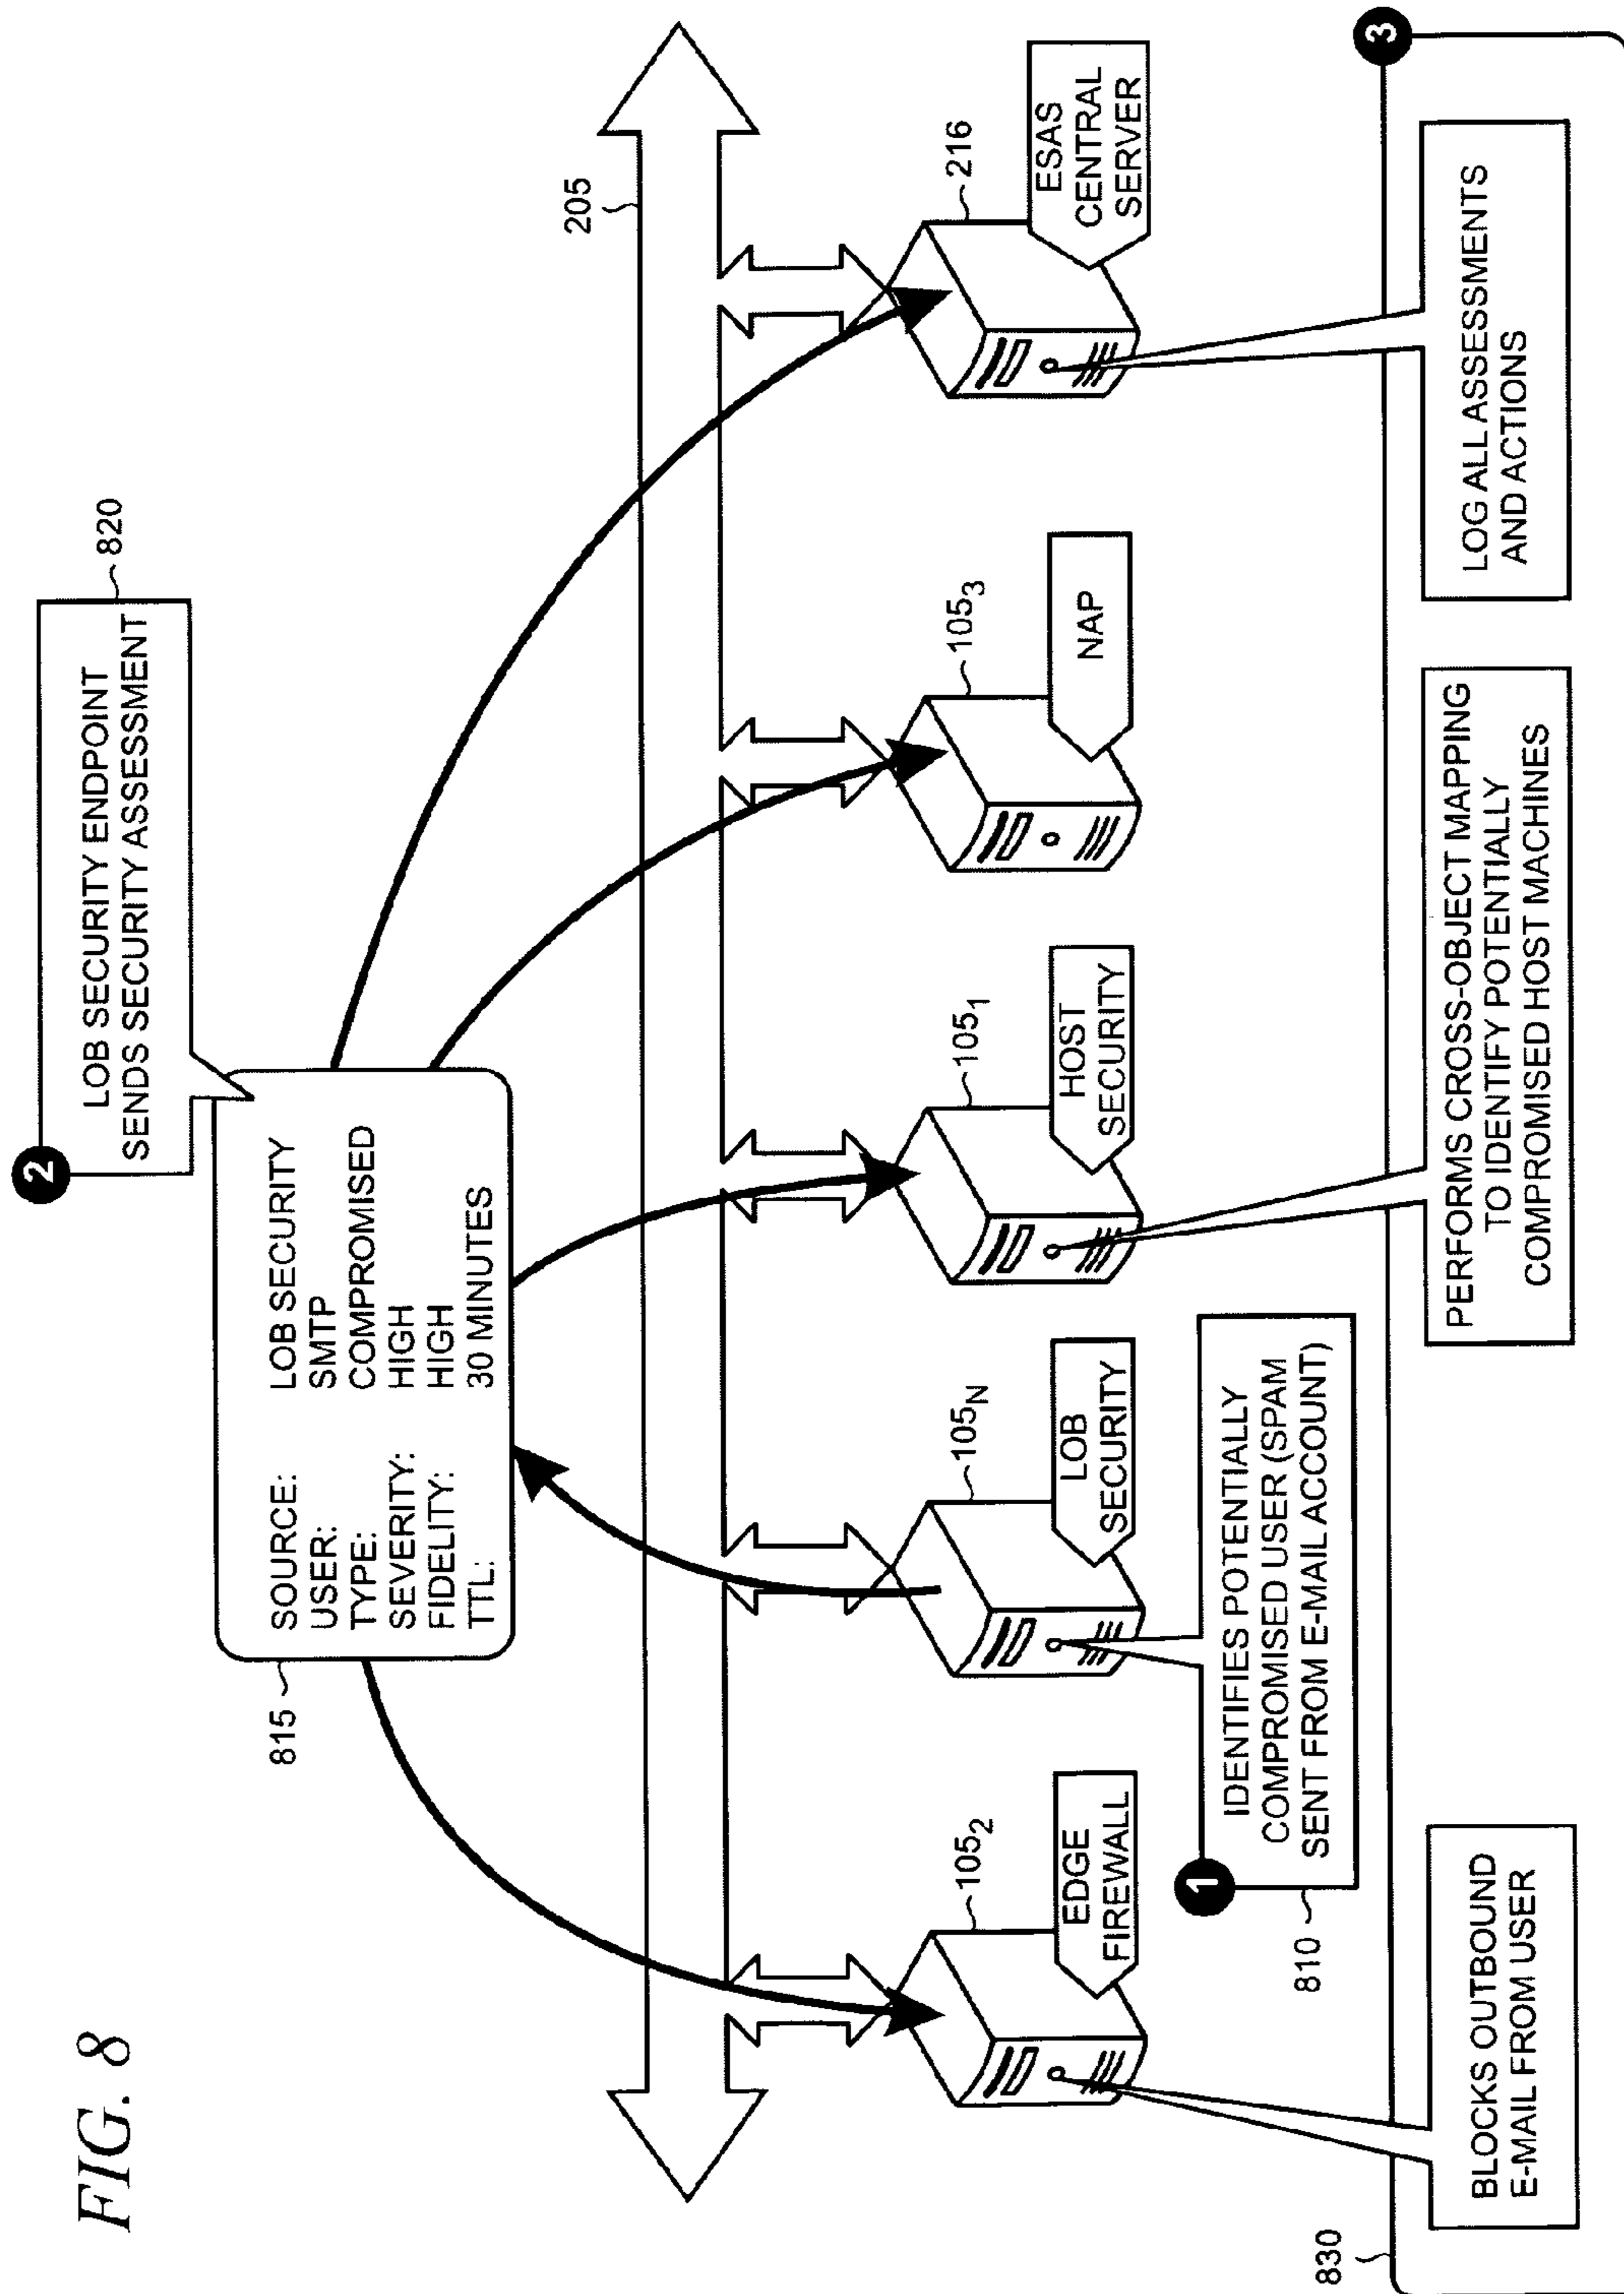 FIG. 8
2
LOB SECURITY ENDPOINT
SENDS SECURITY ASSESSMENT
820
815
SOURCE: LOB SECURITY
USER: SMTP
TYPE: COMPROMISED
SEVERITY: HIGH
FIDELITY: HIGH
TTL: 30 MINUTES
205
105₂
EDGE
FIREWALL
105N
LOB
SECURITY
105₁
HOST
SECURITY
105₃
NAP
216
ESAS
CENTRAL
SERVER
1
810
IDENTIFIES POTENTIALLY
COMPROMISED USER (SPAM
SENT FROM E-MAIL ACCOUNT)
3
830
BLOCKS OUTBOUND
E-MAIL FROM USER
PERFORMS CROSS-OBJECT MAPPING
TO IDENTIFY POTENTIALLY
COMPROMISED HOST MACHINES
LOG ALL ASSESSMENTS
AND ACTIONS